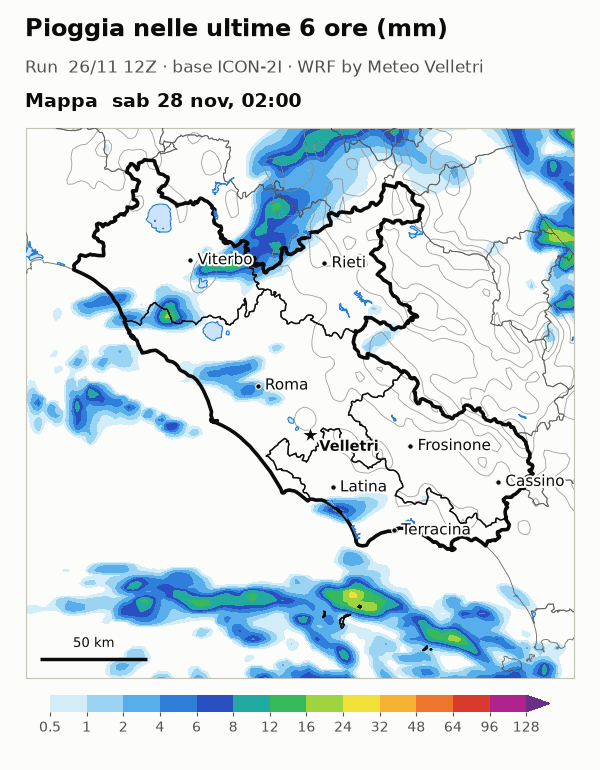 Pioggia nelle ultime 6 ore (mm)
Run  26/11 12Z · base ICON-2I · WRF by Meteo Velletri
Mappa  sab 28 nov, 02:00
Viterbo
Rieti
Roma
Velletri
Frosinone
Latina
Cassino
Terracina
50 km
0.5 1 2 4 6 8 12 16 24 32 48 64 96 128